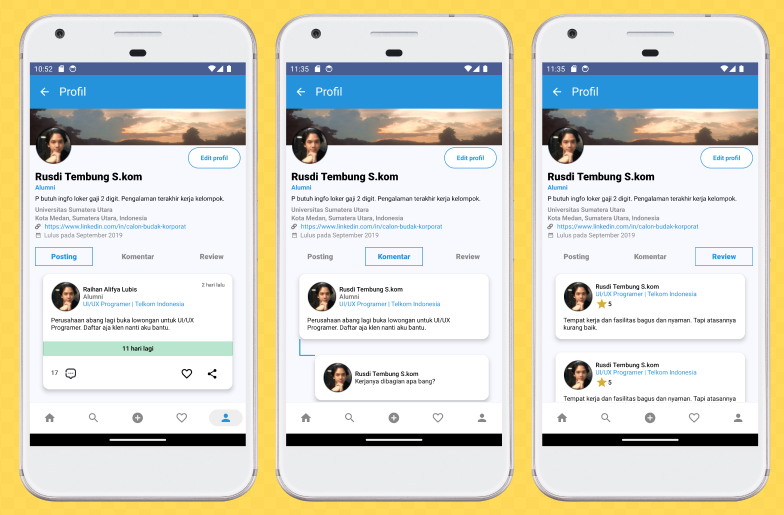 10:52
Profil
Edit profil
Rusdi Tembung S.kom
Alumni
P butuh ingfo loker gaji 2 digit. Pengalaman terakhir kerja kelompok.
Universitas Sumatera Utara
Kota Medan, Sumatera Utara, Indonesia
https://www.linkedin.com/in/calon-budak-korporat
Lulus pada September 2019
Posting Komentar Review
Raihan Alifya Lubis
2 hari lalu
Alumni
UI/UX Programer | Telkom Indonesia
Perusahaan abang lagi buka lowongan untuk UI/UX
Programer. Daftar aja klen nanti aku bantu.
11 hari lagi
17
11:35
Profil
Edit profil
Rusdi Tembung S.kom
Alumni
P butuh ingfo loker gaji 2 digit. Pengalaman terakhir kerja kelompok.
Universitas Sumatera Utara
Kota Medan, Sumatera Utara, Indonesia
https://www.linkedin.com/in/calon-budak-korporat
Lulus pada September 2019
Posting Komentar Review
Rusdi Tembung S.kom
Alumni
UI/UX Programer | Telkom Indonesia
Perusahaan abang lagi buka lowongan untuk UI/UX
Programer. Daftar aja klen nanti aku bantu.
Rusdi Tembung S.kom
Kerjanya dibagian apa bang?
11:35
Profil
Edit profil
Rusdi Tembung S.kom
Alumni
P butuh ingfo loker gaji 2 digit. Pengalaman terakhir kerja kelompok.
Universitas Sumatera Utara
Kota Medan, Sumatera Utara, Indonesia
https://www.linkedin.com/in/calon-budak-korporat
Lulus pada September 2019
Posting Komentar Review
Rusdi Tembung S.kom
UI/UX Programer | Telkom Indonesia
5
Tempat kerja dan fasilitas bagus dan nyaman. Tapi atasannya
kurang baik.
Rusdi Tembung S.kom
UI/UX Programer | Telkom Indonesia
5
Tempat kerja dan fasilitas bagus dan nyaman. Tapi atasannya